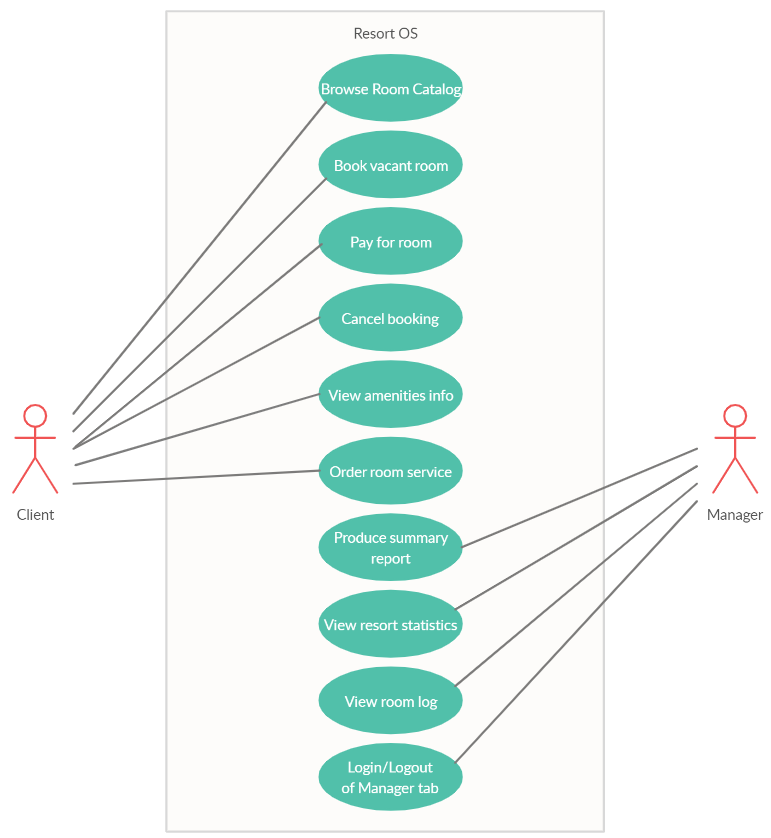 Resort OS
Browse Room Catalog
Book vacant room
Pay for room
Cancel booking
View amenities info
Order room service
Client
Manager
Produce summary
report
View resort statistics
View room log
Login/Logout
of Manager tab